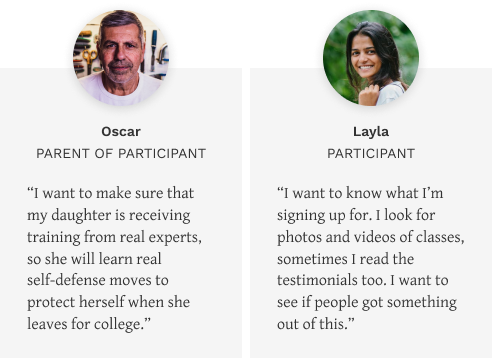 Oscar
PARENT OF PARTICIPANT
“I want to make sure that
my daughter is receiving
training from real experts,
so she will learn real
self-defense moves to
protect herself when she
leaves for college.”
Layla
PARTICIPANT
“I want to know what I’m
signing up for. I look for
photos and videos of classes,
sometimes I read the
testimonials too. I want to
see if people got something
out of this.”